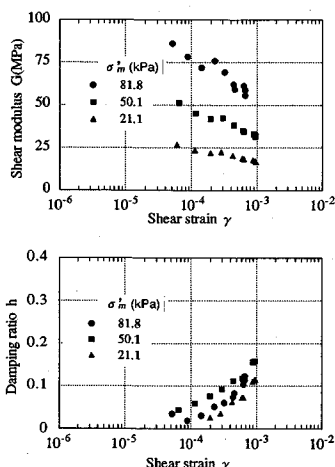 100
75
50
25
0
Shear modulus G(MPa)
σ'm (kPa)
81.8
50.1
21.1
10-6 10-5 10-4 10-3 10-2
Shear strain γ
0.4
0.3
0.2
0.1
0
Damping ratio h
σ'm (kPa)
81.8
50.1
21.1
10-6 10-5 10-4 10-3 10-2
Shear strain γ